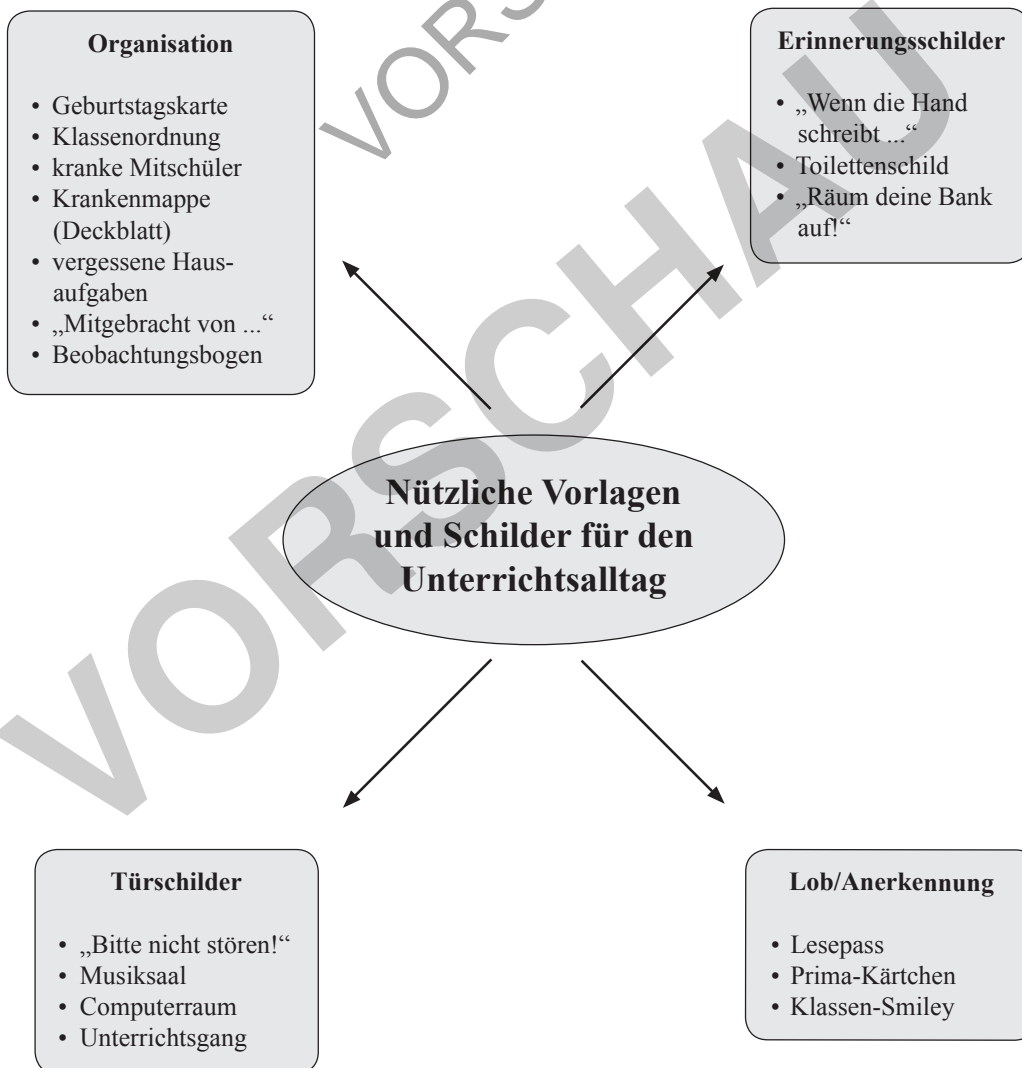 Organisation
• Geburtstagskarte
• Klassenordnung
• kranke Mitschüler
• Krankenmappe
(Deckblatt)
• vergessene Haus-
aufgaben
• „Mitgebracht von ...“
• Beobachtungsbogen
Erinnerungsschilder
• „Wenn die Hand
schreibt ...“
• Toilettenschild
• „Räum deine Bank
auf!“
Nützliche Vorlagen
und Schilder für den
Unterrichtsalltag
Türschilder
• „Bitte nicht stören!“
• Musiksaal
• Computerraum
• Unterrichtsgang
Lob/Anerkennung
• Lesepass
• Prima-Kärtchen
• Klassen-Smiley
VORSCHAU
VORS